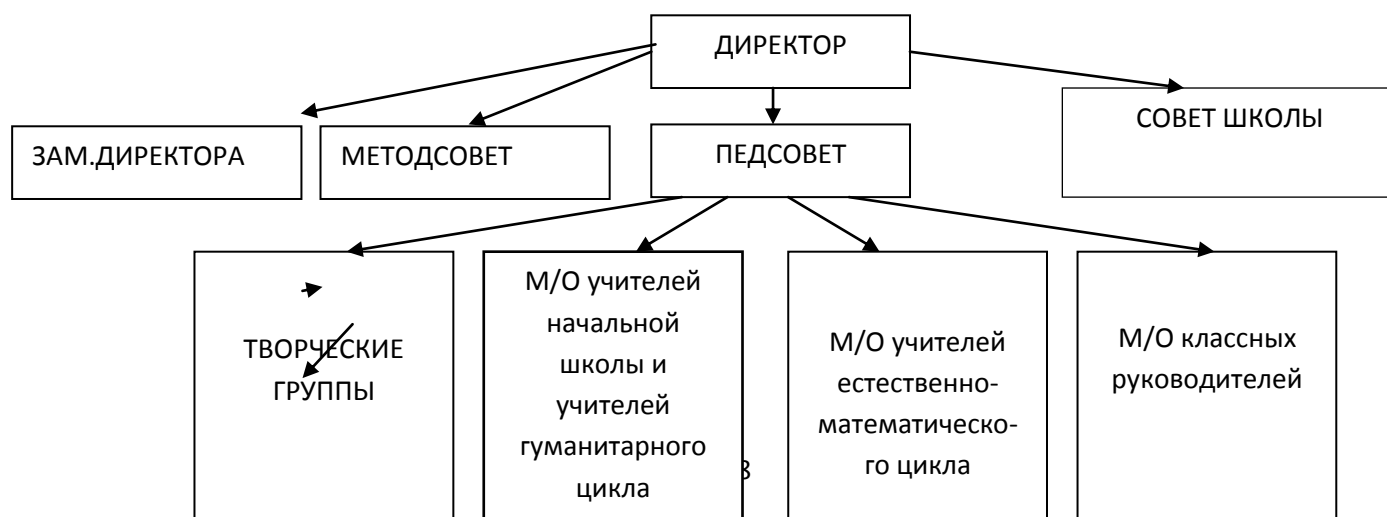 ДИРЕКТОР
ЗАМ.ДИРЕКТОРА
МЕТОДСОВЕТ
ПЕДСОВЕТ
СОВЕТ ШКОЛЫ
ТВОРЧЕСКИЕ
ГРУППЫ
М/О учителей
начальной
школы и
учителей
гуманитарного
цикла
М/О учителей
естественно-
математическо-
го цикла
М/О классных
руководителей